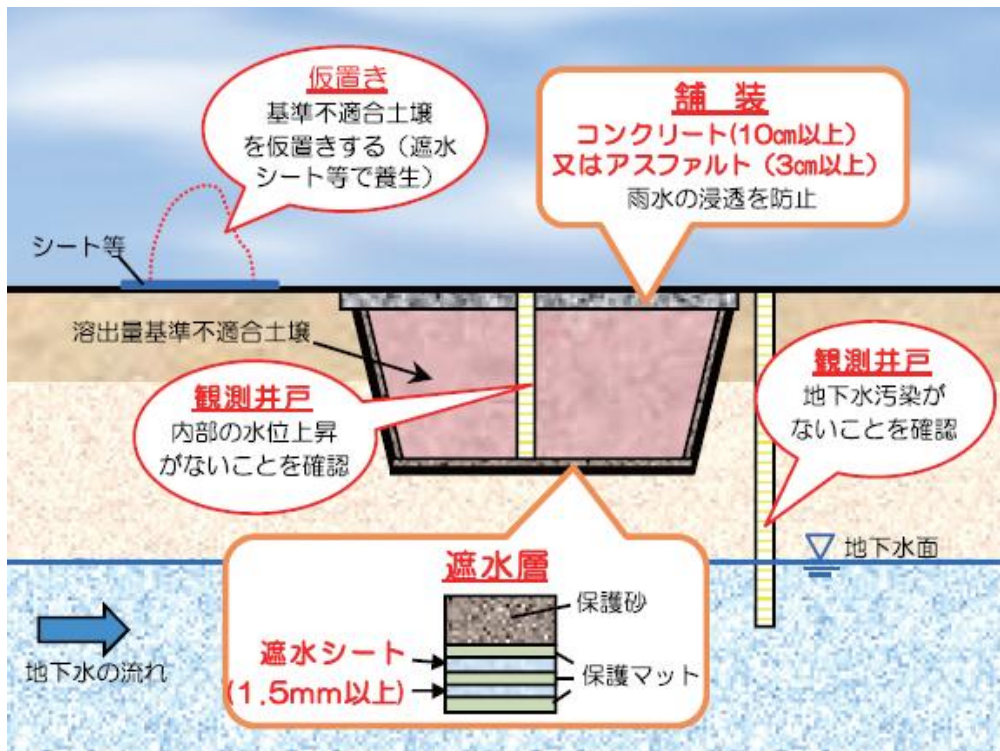 仮置き
基準不適合土壌
を仮置きする（遮水
シート等で養生）
舗 装
コンクリート(10cm以上)
又はアスファルト（3cm以上）
雨水の浸透を防止
シート等
溶出量基準不適合土壌
観測井戸
内部の水位上昇
がないことを確認
観測井戸
地下水汚染が
ないことを確認
地下水面
遮水層
保護砂
遮水シート
(1.5mm以上)
保護マット
地下水の流れ